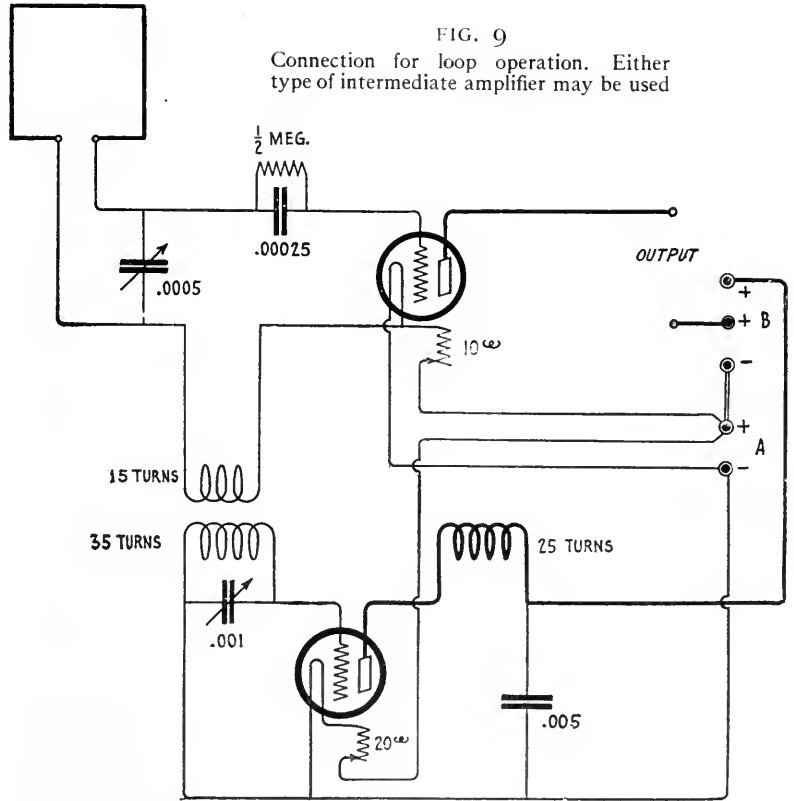 FIG. 9
Connection for loop operation. Either
type of intermediate amplifier may be used
½ MEG.
.00025
.0005
OUTPUT
+
+ B
-
10 ω
+
A
-
15 TURNS
35 TURNS
25 TURNS
.001
.005
20 ω